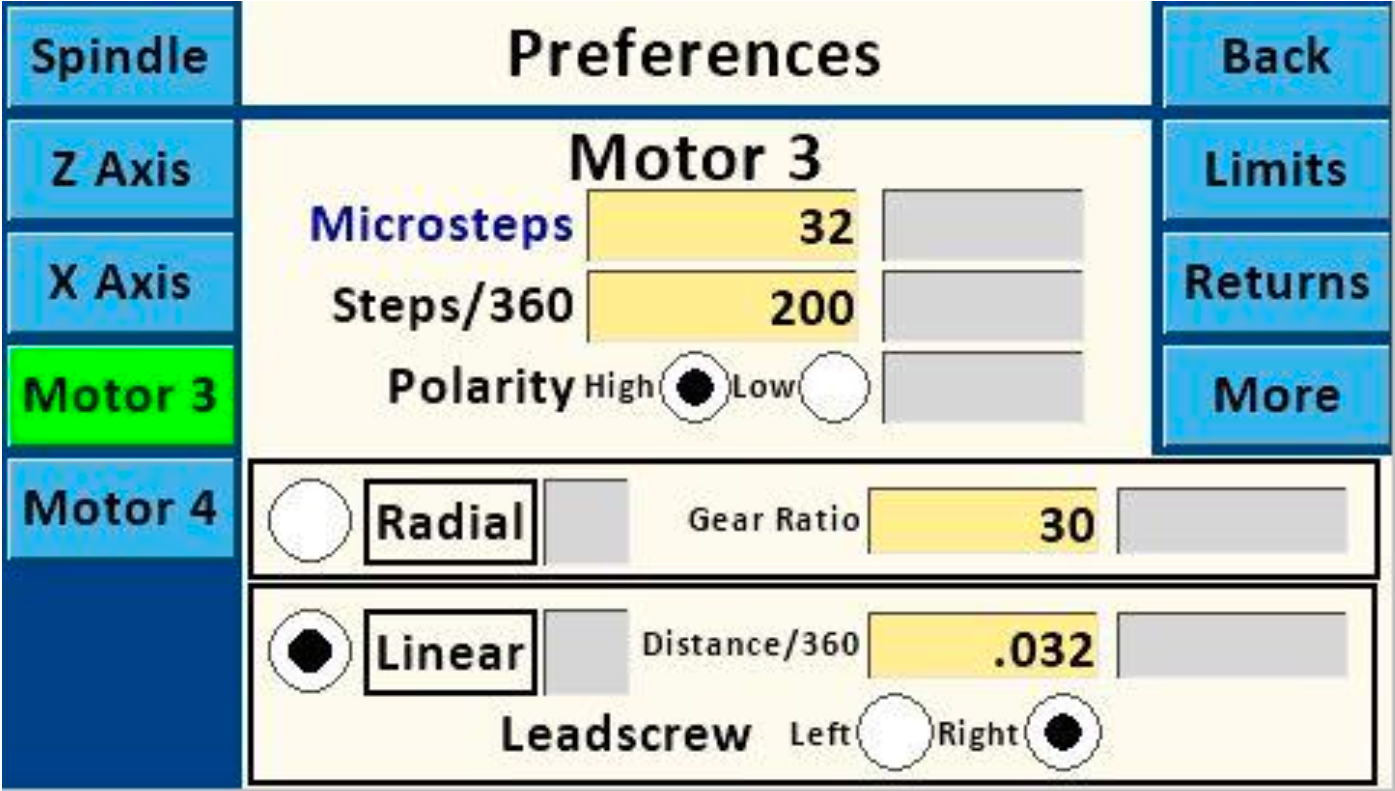 Spindle
Preferences
Back
Z Axis
Motor 3
Limits
Microsteps 32
X Axis
Steps/360 200
Returns
Motor 3
Polarity High Low
More
Motor 4
Radial Gear Ratio 30
Linear Distance/360 .032
Leadscrew Left Right